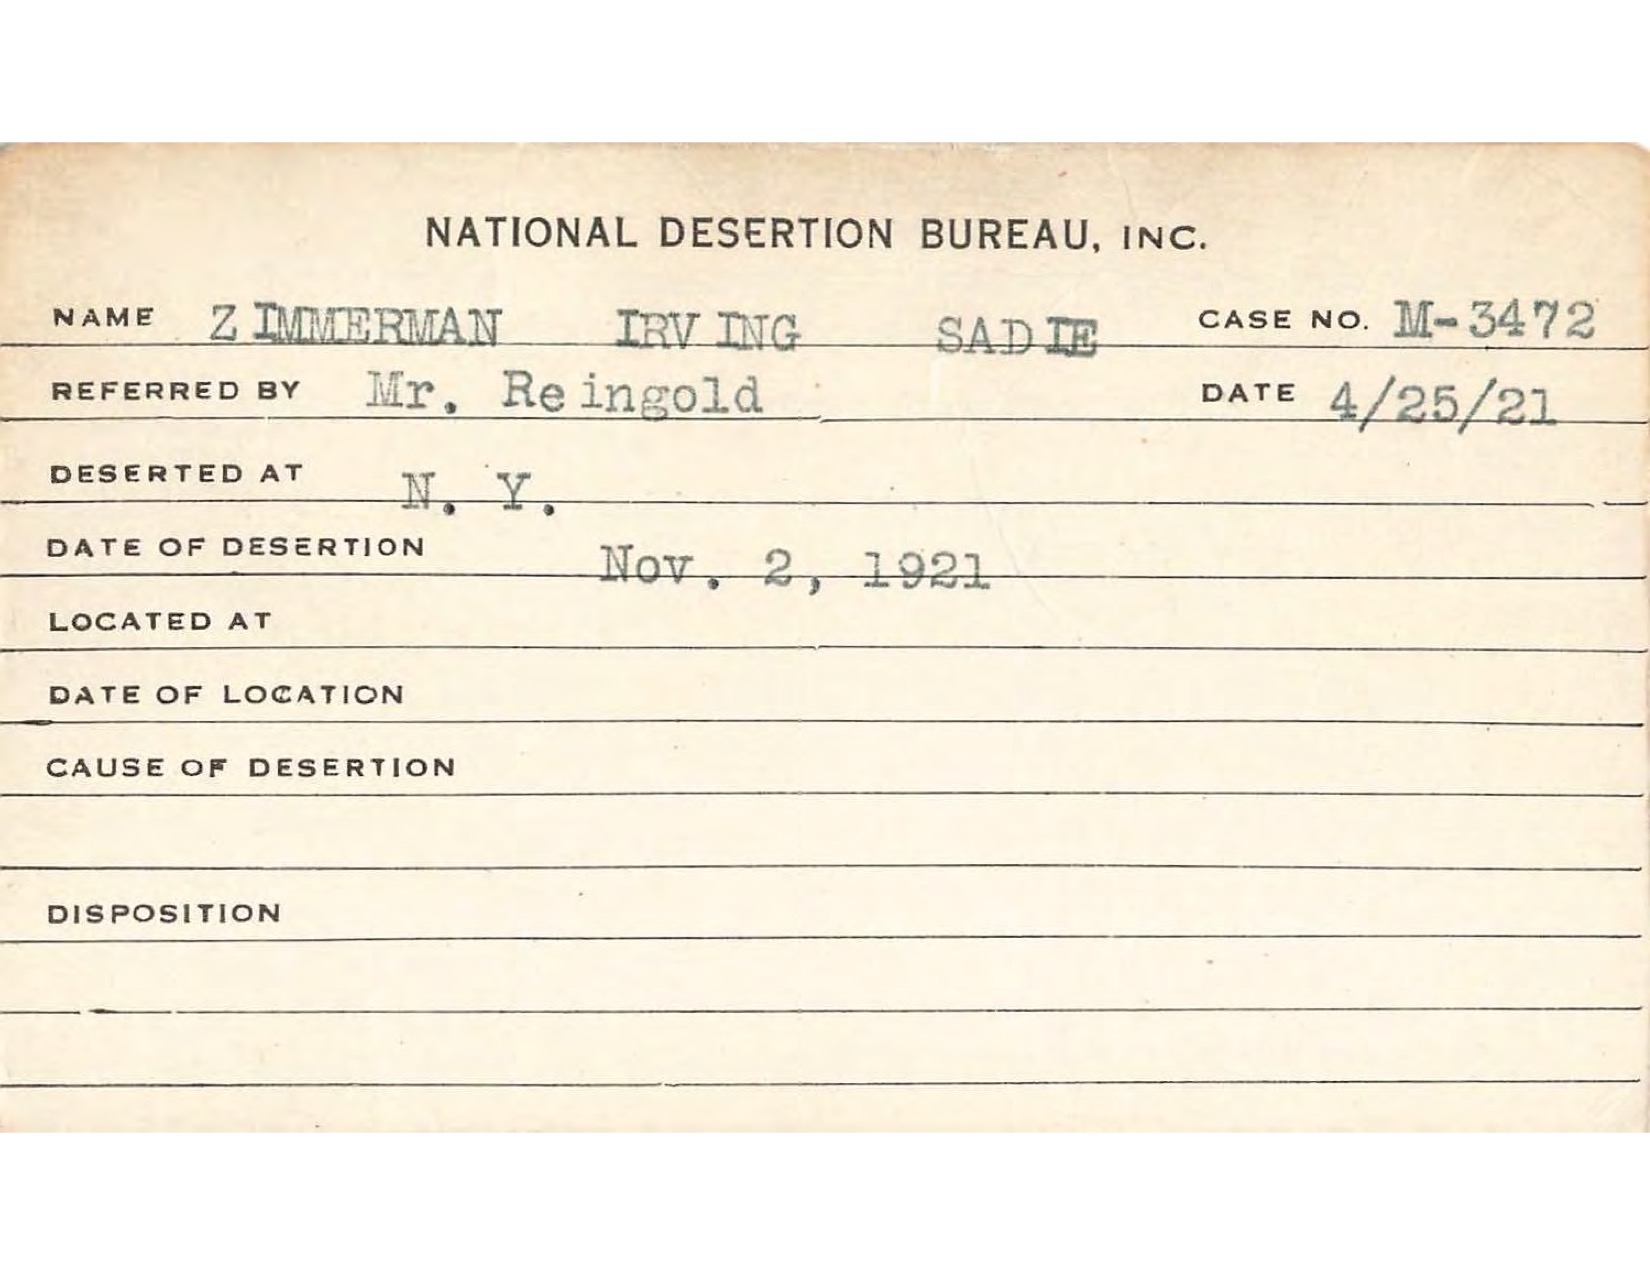 NATIONAL DESERTION BUREAU, INC.
NAME ZIMMERMAN IRVING SADIE CASE NO. M-3472
REFERRED BY Mr. Reingold DATE 4/25/21
DESERTED AT N. Y.
DATE OF DESERTION Nov. 2, 1921
LOCATED AT
DATE OF LOCATION
CAUSE OF DESERTION
DISPOSITION